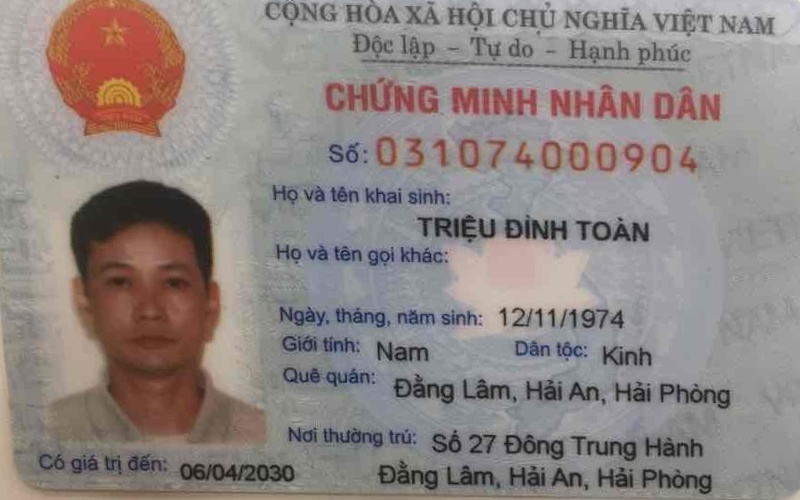 CỘNG HÒA XÃ HỘI CHỦ NGHĨA VIỆT NAM
Độc lập – Tự do – Hạnh phúc
CHỨNG MINH NHÂN DÂN
Số: 031074000904
Họ và tên khai sinh:
TRIỆU ĐÌNH TOÀN
Họ và tên gọi khác:
Ngày, tháng, năm sinh: 12/11/1974
Giới tính: Nam Dân tộc: Kinh
Quê quán: Đằng Lâm, Hải An, Hải Phòng
Nơi thường trú: Số 27 Đông Trung Hành
Đằng Lâm, Hải An, Hải Phòng
Có giá trị đến: 06/04/2030